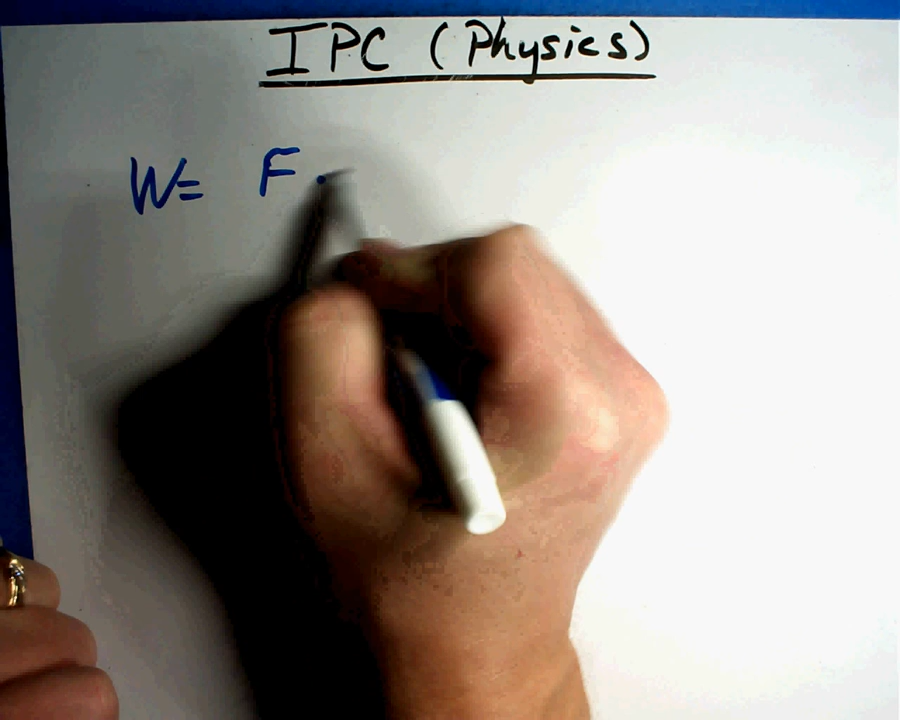 IPC (Physics)
W= F .